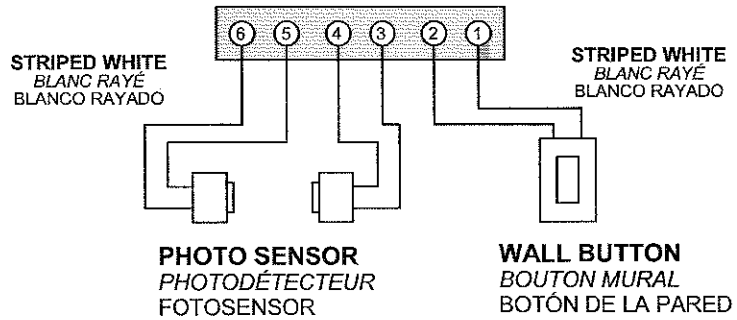 6 5 4 3 2 1
STRIPED WHITE
BLANC RAYÉ
BLANCO RAYADO
STRIPED WHITE
BLANC RAYÉ
BLANCO RAYADO
PHOTO SENSOR
PHOTODÉTECTEUR
FOTOSENSOR
WALL BUTTON
BOUTON MURAL
BOTÓN DE LA PARED